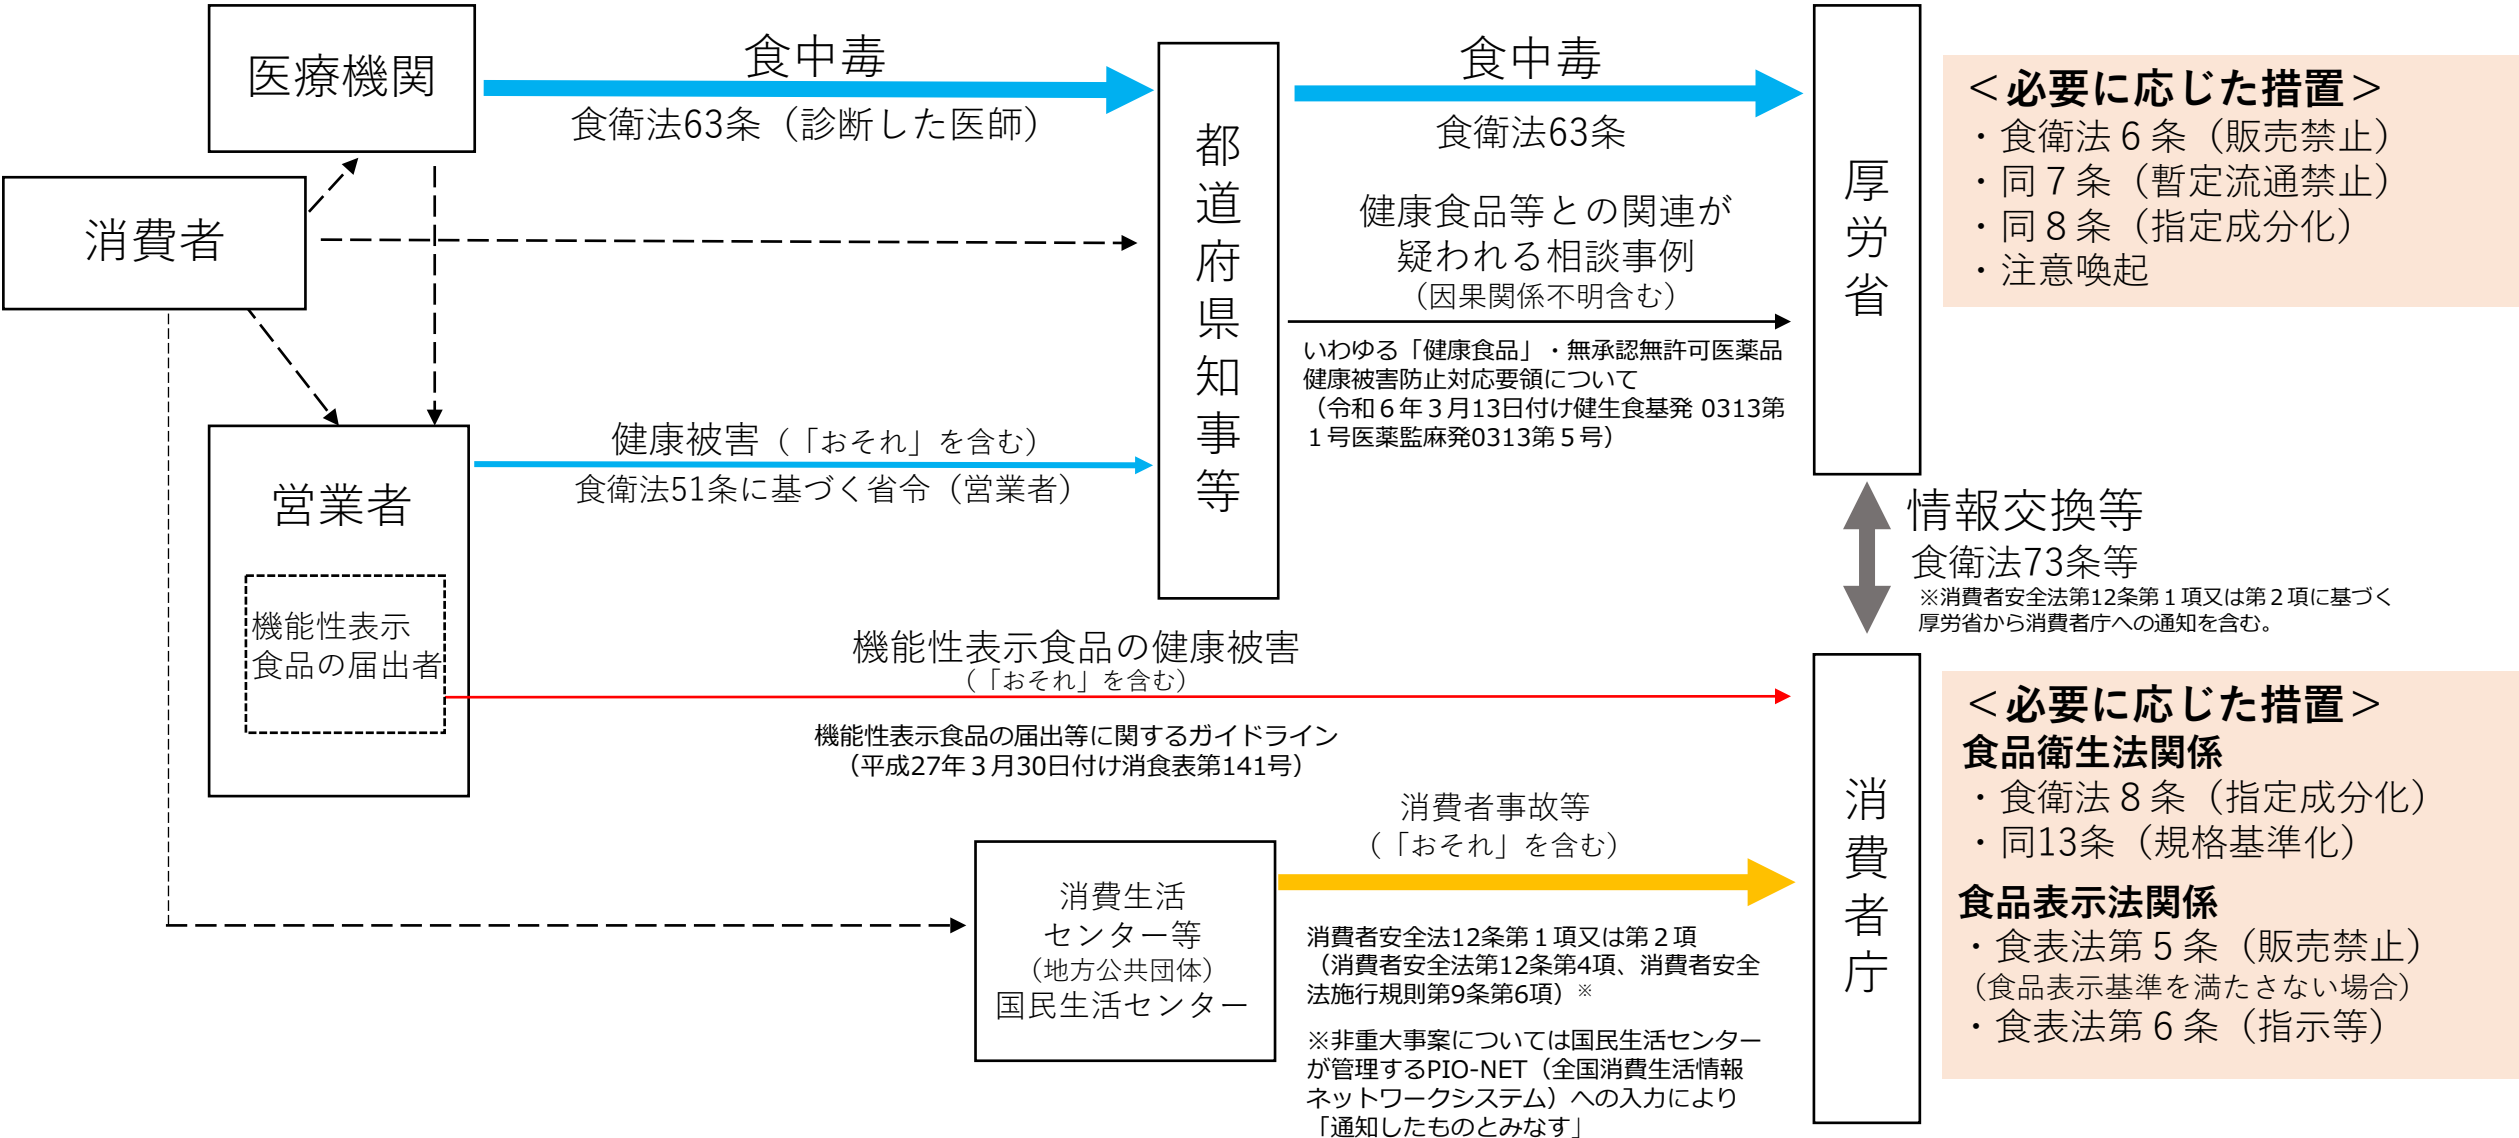 医療機関
消費者
営業者
機能性表示
食品の届出者
食中毒
食衛法63条（診断した医師）
健康被害（「おそれ」を含む）
食衛法51条に基づく省令（営業者）
都道府県知事等
食中毒
食衛法63条
健康食品等との関連が
疑われる相談事例
（因果関係不明含む）
いわゆる「健康食品」・無承認無許可医薬品
健康被害防止対応要領について
（令和６年３月13日付け健生食基発 0313第
１号医薬監麻発0313第５号）
厚労省
＜必要に応じた措置＞
・食衛法６条（販売禁止）
・同７条（暫定流通禁止）
・同８条（指定成分化）
・注意喚起
情報交換等
食衛法73条等
※消費者安全法第12条第１項又は第２項に基づく
厚労省から消費者庁への通知を含む。
機能性表示食品の健康被害
（「おそれ」を含む）
機能性表示食品の届出等に関するガイドライン
（平成27年３月30日付け消食表第141号）
消費生活
センター等
（地方公共団体）
国民生活センター
消費者事故等
（「おそれ」を含む）
消費者安全法12条第１項又は第２項
（消費者安全法第12条第4項、消費者安全
法施行規則第9条第6項）※
※非重大事案については国民生活センター
が管理するPIO-NET（全国消費生活情報
ネットワークシステム）への入力により
「通知したものとみなす」
消費者庁
＜必要に応じた措置＞
食品衛生法関係
・食衛法８条（指定成分化）
・同13条（規格基準化）
食品表示法関係
・食表法第５条（販売禁止）
（食品表示基準を満たさない場合）
・食表法第６条（指示等）